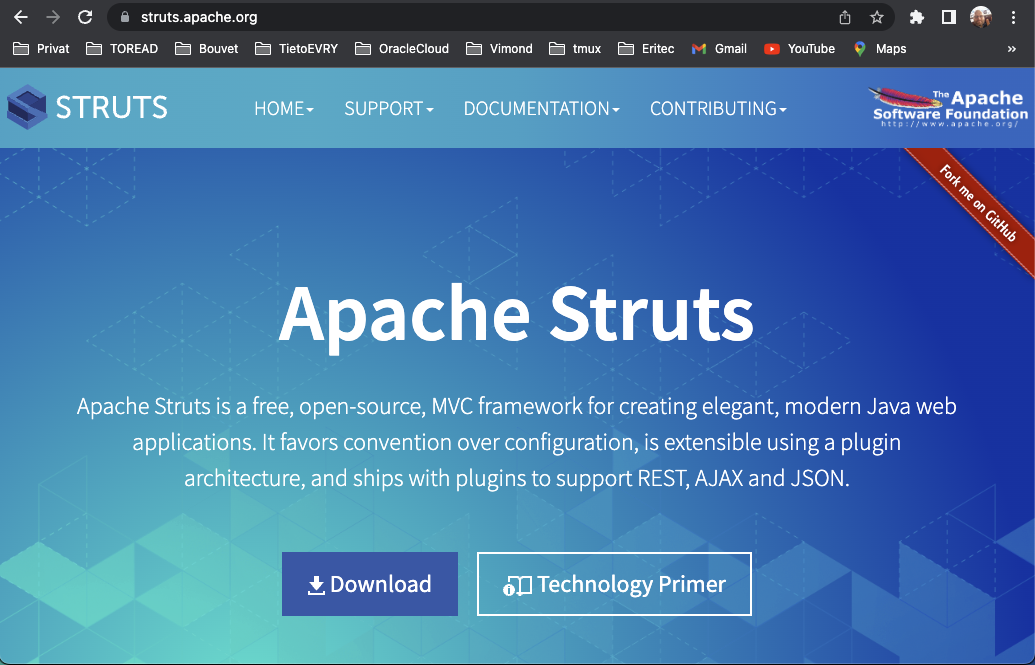 struts.apache.org
Privat TOREAD Bouvet TietoEVRY OracleCloud Vimond tmux Eritec Gmail YouTube Maps »
STRUTS HOME SUPPORT DOCUMENTATION CONTRIBUTING
The Apache
Software Foundation
http://www.apache.org/
Fork me on GitHub
Apache Struts
Apache Struts is a free, open-source, MVC framework for creating elegant, modern Java web
applications. It favors convention over configuration, is extensible using a plugin
architecture, and ships with plugins to support REST, AJAX and JSON.
Download Technology Primer